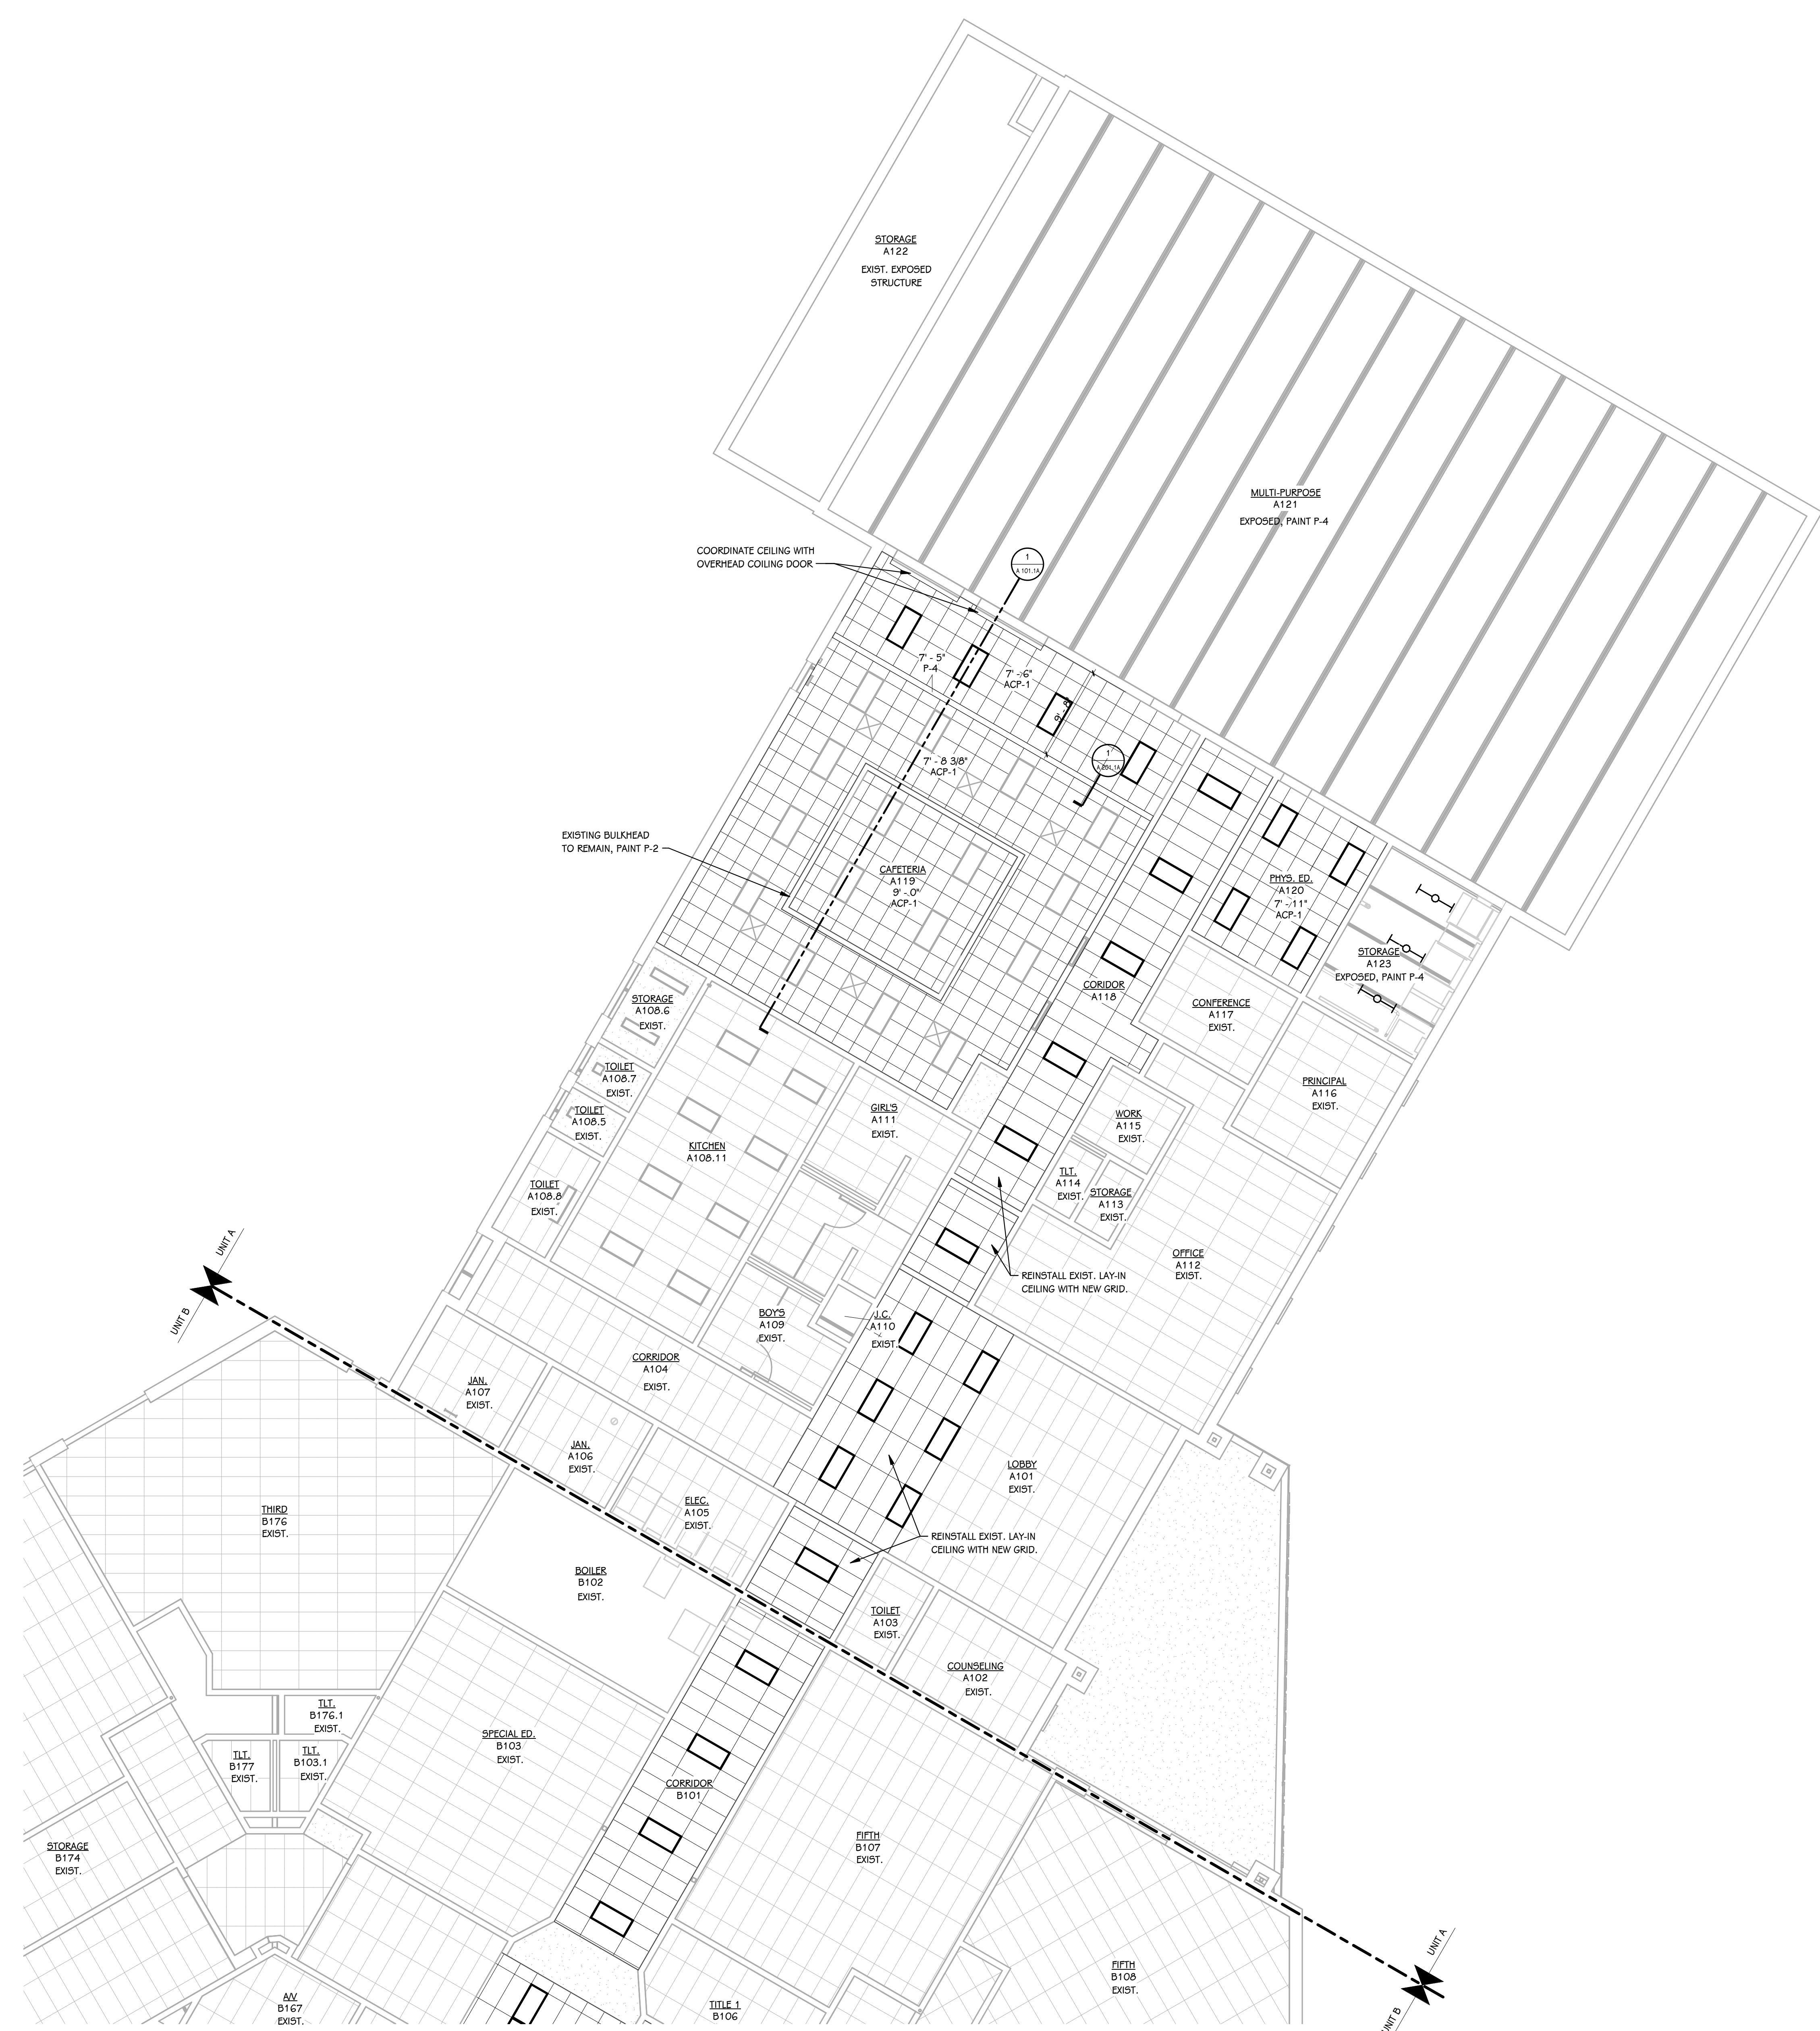 STORAGE
A122
EXIST. EXPOSED
STRUCTURE
MULTI-PURPOSE
A121
EXPOSED, PAINT P-4
COORDINATE CEILING WITH
OVERHEAD COILING DOOR
1
A 101.1A
7' - 5"
P-4
7' - 6"
ACP-1
9' - 8"
1
A 201.1A
7' - 8 3/8"
ACP-1
EXISTING BULKHEAD
TO REMAIN, PAINT P-2
CAFETERIA
A119
9' - 0"
ACP-1
PHYS. ED.
A120
7' - 11"
ACP-1
STORAGE
A123
EXPOSED, PAINT P-4
CORIDOR
A118
CONFERENCE
A117
EXIST.
STORAGE
A108.6
EXIST.
TOILET
A108.7
EXIST.
PRINCIPAL
A116
EXIST.
TOILET
A108.5
EXIST.
GIRL'S
A111
EXIST.
WORK
A115
EXIST.
KITCHEN
A108.11
TLT.
A114
EXIST.
TOILET
A108.8
EXIST.
STORAGE
A113
EXIST.
OFFICE
A112
EXIST.
REINSTALL EXIST. LAY-IN
CEILING WITH NEW GRID.
UNIT A
UNIT B
BOYS
A109
EXIST.
J.C.
A110
EXIST.
CORRIDOR
A104
EXIST.
JAN.
A107
EXIST.
JAN.
A106
EXIST.
LOBBY
A101
EXIST.
ELEC.
A105
EXIST.
THIRD
B176
EXIST.
REINSTALL EXIST. LAY-IN
CEILING WITH NEW GRID.
BOILER
B102
EXIST.
TOILET
A103
EXIST.
COUNSELING
A102
EXIST.
TLT.
B176.1
EXIST.
SPECIAL ED.
B103
EXIST.
TLT.
B177
EXIST.
TLT.
B103.1
EXIST.
CORRIDOR
B101
STORAGE
B174
EXIST.
FIFTH
B107
EXIST.
UNIT A
UNIT B
FIFTH
B108
EXIST.
A/V
B167
EXIST.
TITLE 1
B106